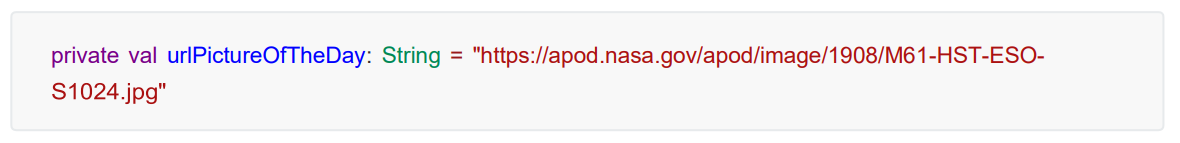 private val urlPictureOfTheDay: String = "https://apod.nasa.gov/apod/image/1908/M61-HST-ESO-
S1024.jpg"